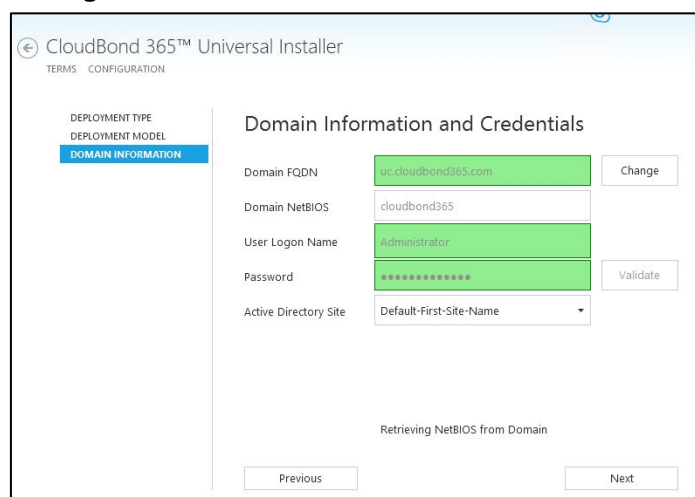 CloudBond 365™ Universal Installer
TERMS CONFIGURATION
DEPLOYMENT TYPE
DEPLOYMENT MODEL
DOMAIN INFORMATION
Domain Information and Credentials
Domain FQDN uc.cloudbond365.com Change
Domain NetBIOS cloudbond365
User Logon Name Administrator
Password ●●●●●●●●●●●●● Validate
Active Directory Site Default-First-Site-Name
Retrieving NetBIOS from Domain
Previous Next